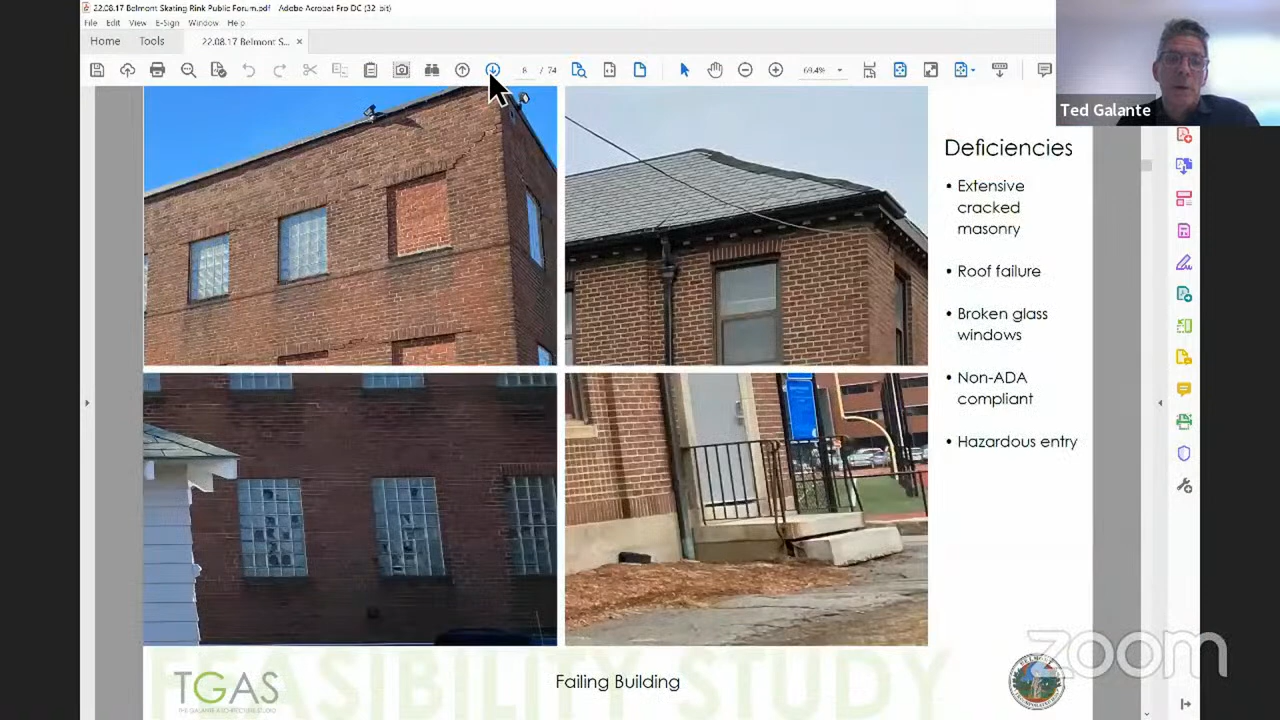 22.08.17 Belmont Skating Rink Public Forum.pdf - Adobe Acrobat Pro DC (32-bit)
File Edit View E-Sign Window Help
Home Tools 22.08.17 Belmont S... ×
8 / 74 69.4%
Ted Galante
Deficiencies
• Extensive
cracked
masonry
• Roof failure
• Broken glass
windows
• Non-ADA
compliant
• Hazardous entry
FEASIBILITY STUDY
TGAS
THE GALANTE ARCHITECTURE STUDIO
Failing Building
zoom